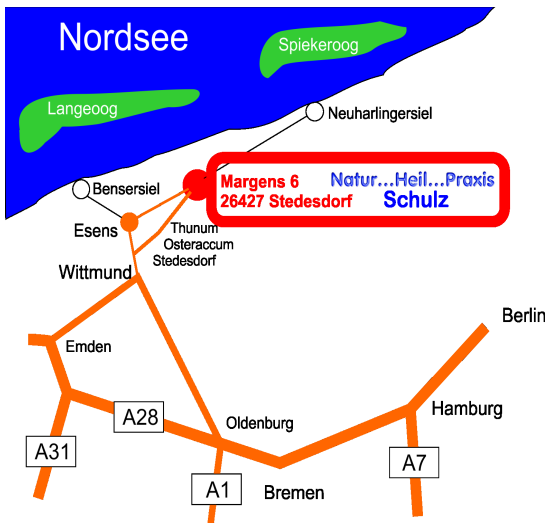 Nordsee
Spiekeroog
Langeoog
Neuharlingersiel
Bensersiel
Margens 6
26427 Stedesdorf
Natur...Heil...Praxis
Schulz
Esens
Thunum
Osteraccum
Stedesdorf
Wittmund
Berlin
Emden
Hamburg
A28
Oldenburg
A31
A7
A1
Bremen